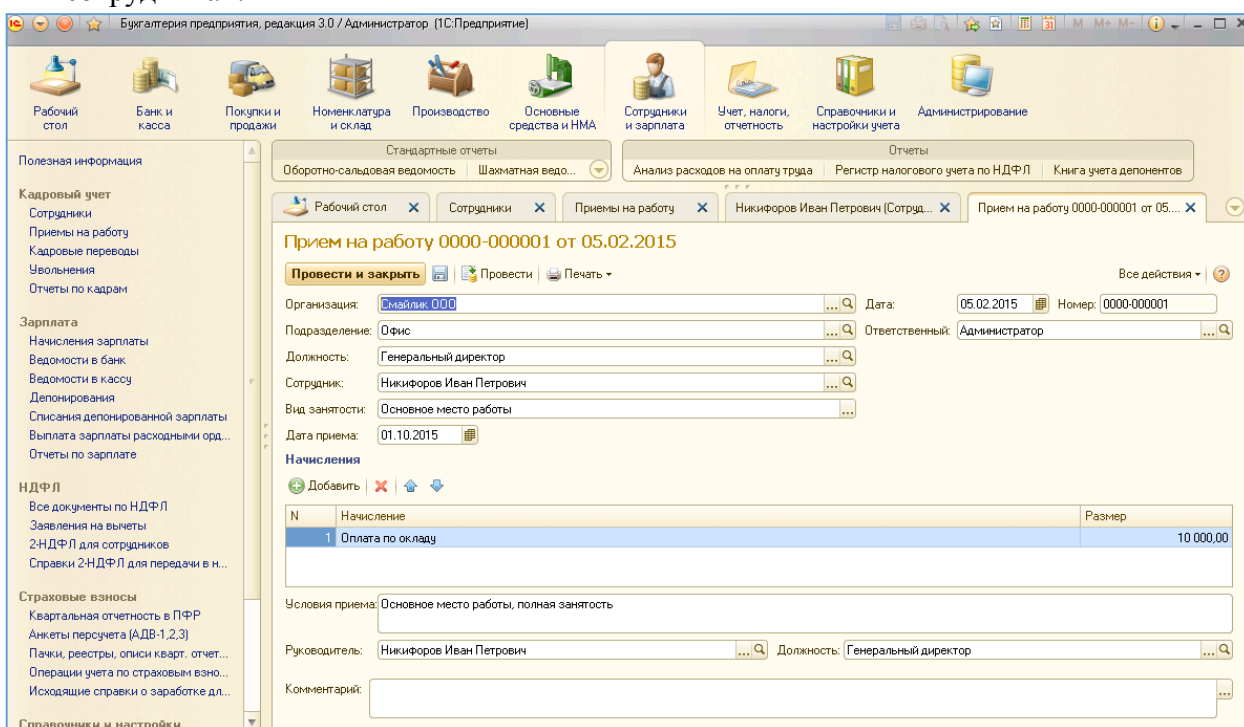 Бухгалтерия предприятия, редакция 3.0 / Администратор (1С:Предприятие)
M M+ M-
Рабочий стол
Банк и касса
Покупки и продажи
Номенклатура и склад
Производство
Основные средства и НМА
Сотрудники и зарплата
Учет, налоги, отчетность
Справочники и настройки учета
Администрирование
Полезная информация
Кадровый учет
Сотрудники
Приемы на работу
Кадровые переводы
Увольнения
Отчеты по кадрам
Зарплата
Начисления зарплаты
Ведомости в банк
Ведомости в кассу
Депонирования
Списания депонированной зарплаты
Выплата зарплаты расходными орд...
Отчеты по зарплате
НДФЛ
Все документы по НДФЛ
Заявления на вычеты
2-НДФЛ для сотрудников
Справки 2-НДФЛ для передачи в н...
Страховые взносы
Квартальная отчетность в ПФР
Анкеты персучета (АДВ-1,2,3)
Пачки, реестры, описи кварт. отчет...
Операции учета по страховым взно...
Исходящие справки о заработке дл...
Справочники и настройки
Стандартные отчеты
Оборотно-сальдовая ведомость Шахматная ведо...
Отчеты
Анализ расходов на оплату труда Регистр налогового учета по НДФЛ Книга учета депонентов
Рабочий стол Сотрудники Приемы на работу Никифоров Иван Петрович (Сотруд... Прием на работу 0000-000001 от 05....
Прием на работу 0000-000001 от 05.02.2015
Провести и закрыть Провести Печать Все действия
Организация: Смайлик ООО Дата: 05.02.2015 Номер: 0000-000001
Подразделение: Офис Ответственный: Администратор
Должность: Генеральный директор
Сотрудник: Никифоров Иван Петрович
Вид занятости: Основное место работы
Дата приема: 01.10.2015
Начисления
Добавить
N Начисление Размер
1 Оплата по окладу 10 000,00
Условия приема: Основное место работы, полная занятость
Руководитель: Никифоров Иван Петрович Должность: Генеральный директор
Комментарий: